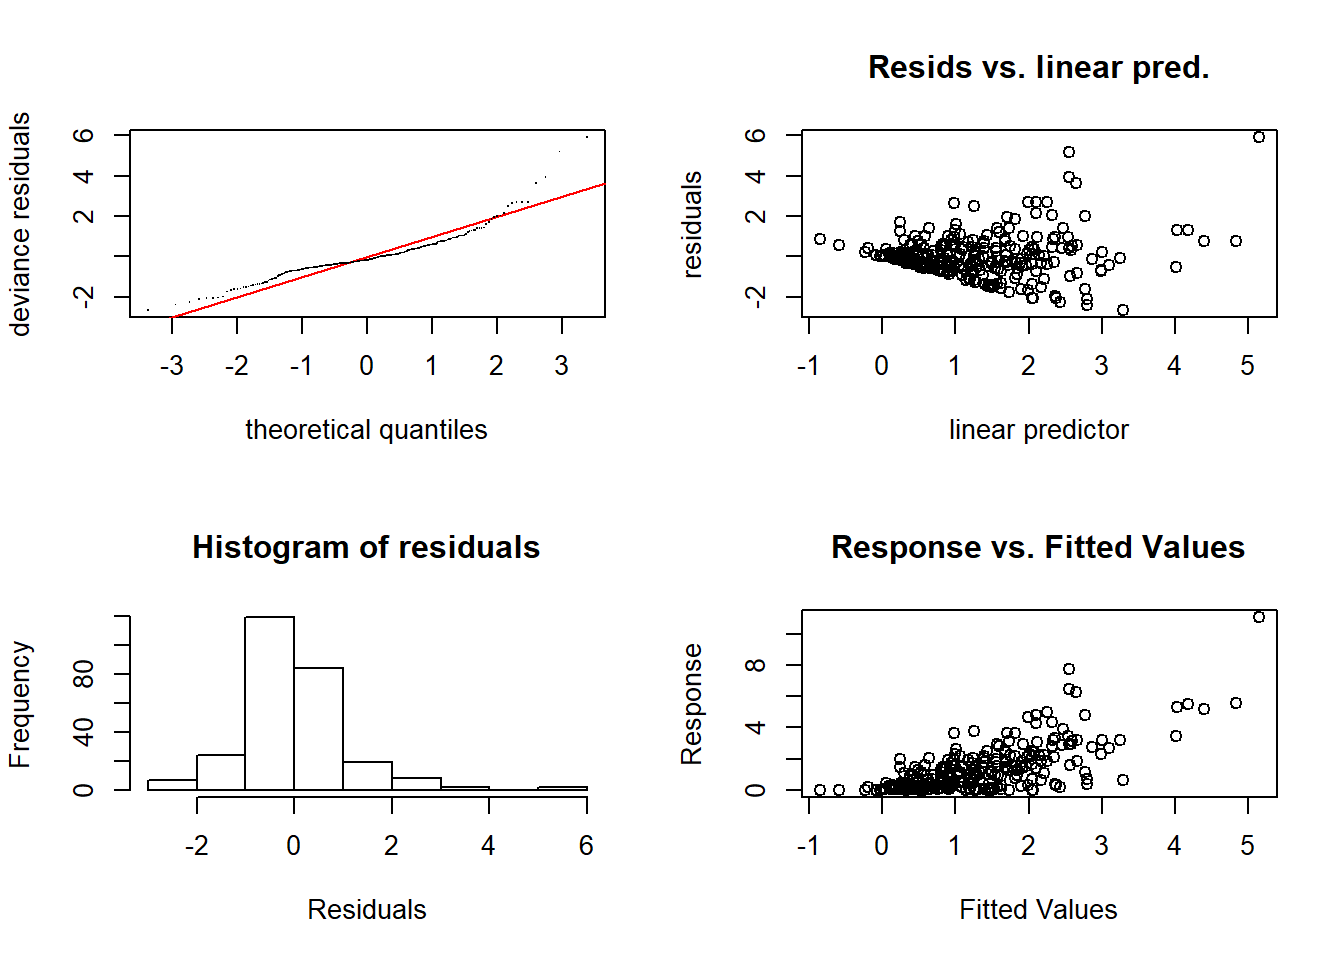 deviance residuals
6
4
2
-2
-3 -2 -1 0 1 2 3
theoretical quantiles
Resids vs. linear pred.
residuals
6
4
2
-2
-1 0 1 2 3 4 5
linear predictor
Histogram of residuals
Frequency
80
40
0
-2 0 2 4 6
Residuals
Response vs. Fitted Values
Response
8
4
0
-1 0 1 2 3 4 5
Fitted Values